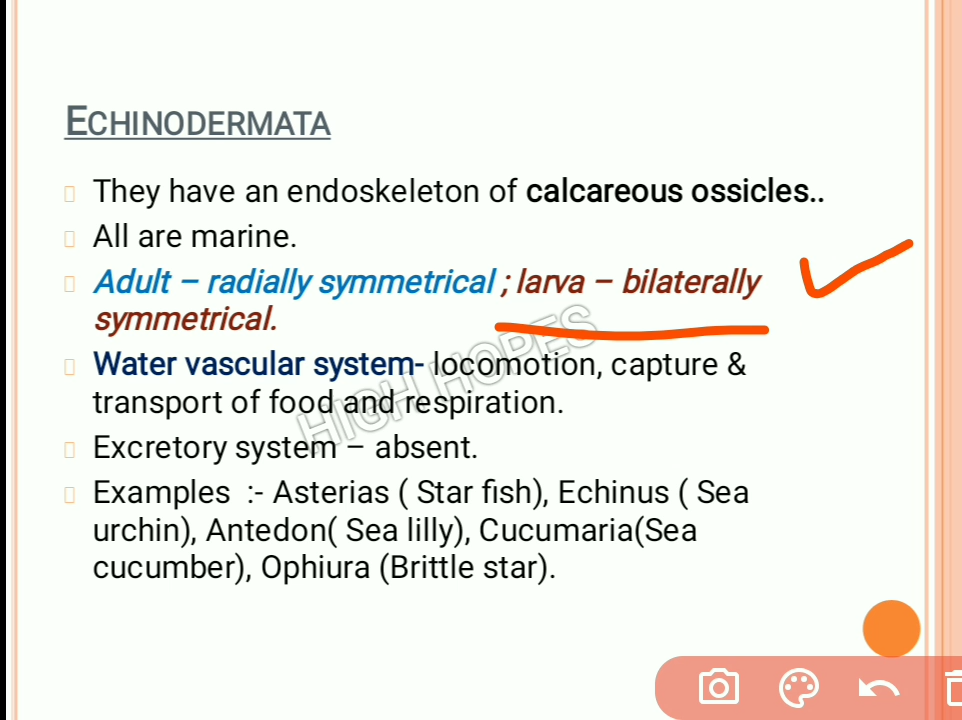 ECHINODERMATA
They have an endoskeleton of calcareous ossicles..
All are marine.
Adult – radially symmetrical ; larva – bilaterally
symmetrical.
Water vascular system- locomotion, capture &
transport of food and respiration.
Excretory system – absent.
Examples :- Asterias ( Star fish), Echinus ( Sea
urchin), Antedon( Sea lilly), Cucumaria(Sea
cucumber), Ophiura (Brittle star).
HIGH HOPES